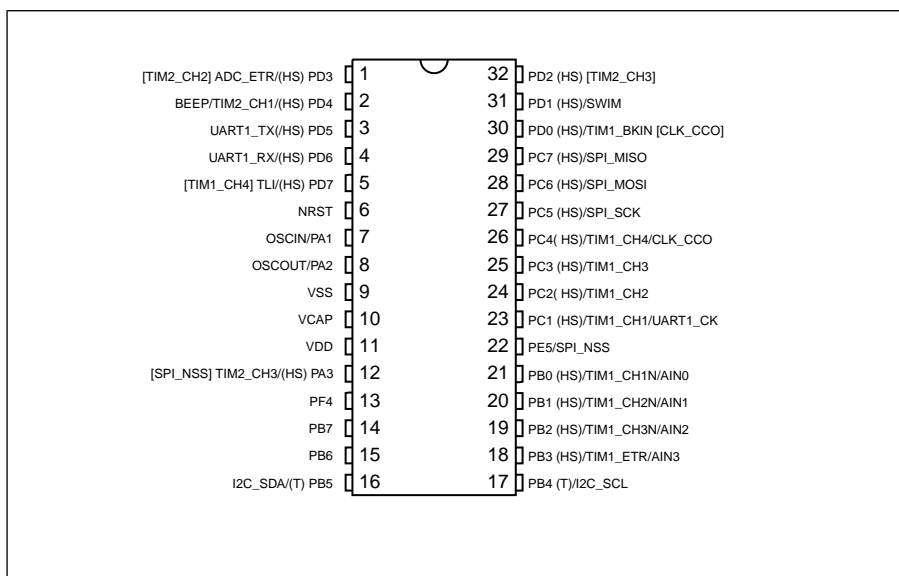 [TIM2_CH2] ADC_ETR/(HS) PD3 1 32 PD2 (HS) [TIM2_CH3]
BEEP/TIM2_CH1/(HS) PD4 2 31 PD1 (HS)/SWIM
UART1_TX(/HS) PD5 3 30 PD0 (HS)/TIM1_BKIN [CLK_CCO]
UART1_RX/(HS) PD6 4 29 PC7 (HS)/SPI_MISO
[TIM1_CH4] TLI/(HS) PD7 5 28 PC6 (HS)/SPI_MOSI
NRST 6 27 PC5 (HS)/SPI_SCK
OSCIN/PA1 7 26 PC4( HS)/TIM1_CH4/CLK_CCO
OSCOUT/PA2 8 25 PC3 (HS)/TIM1_CH3
VSS 9 24 PC2( HS)/TIM1_CH2
VCAP 10 23 PC1 (HS)/TIM1_CH1/UART1_CK
VDD 11 22 PE5/SPI_NSS
[SPI_NSS] TIM2_CH3/(HS) PA3 12 21 PB0 (HS)/TIM1_CH1N/AIN0
PF4 13 20 PB1 (HS)/TIM1_CH2N/AIN1
PB7 14 19 PB2 (HS)/TIM1_CH3N/AIN2
PB6 15 18 PB3 (HS)/TIM1_ETR/AIN3
I2C_SDA/(T) PB5 16 17 PB4 (T)/I2C_SCL